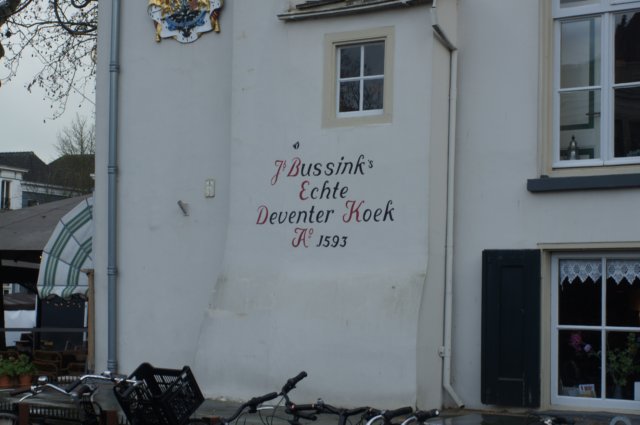 Jb Bussink's
Echte
Deventer Koek
Ao 1593